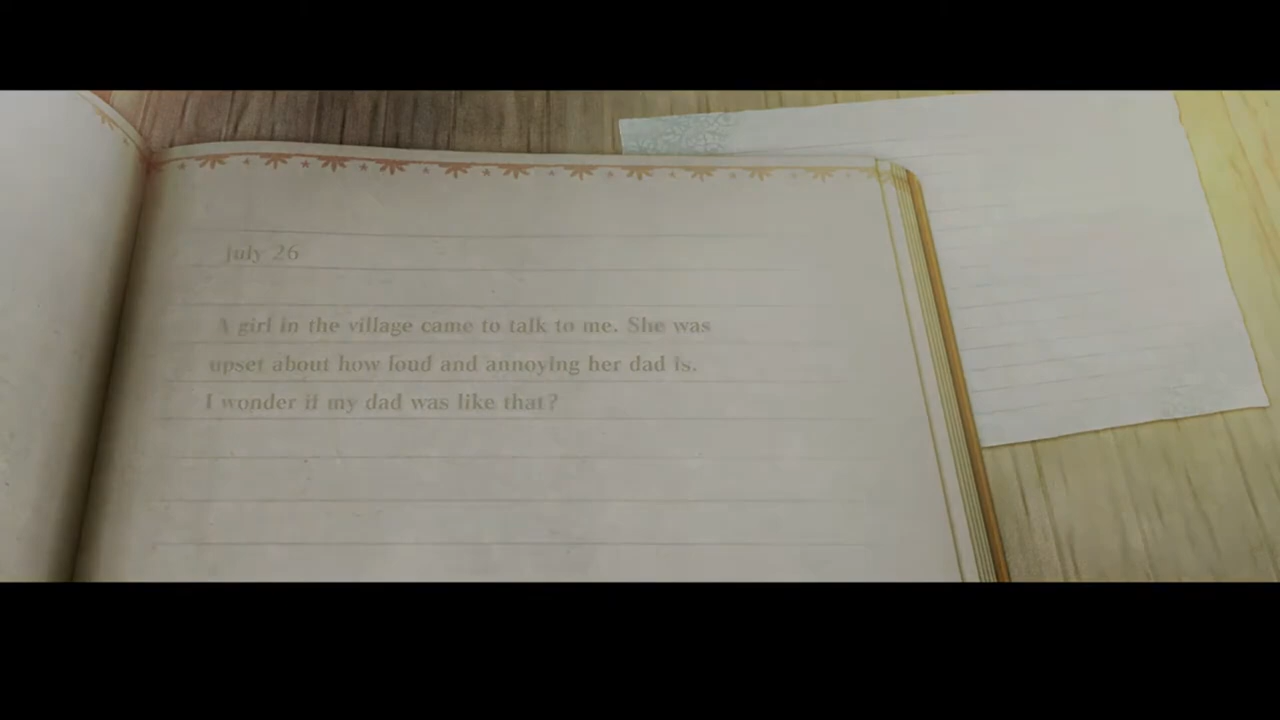 July 26
A girl in the village came to talk to me. She was
upset about how loud and annoying her dad is.
I wonder if my dad was like that?